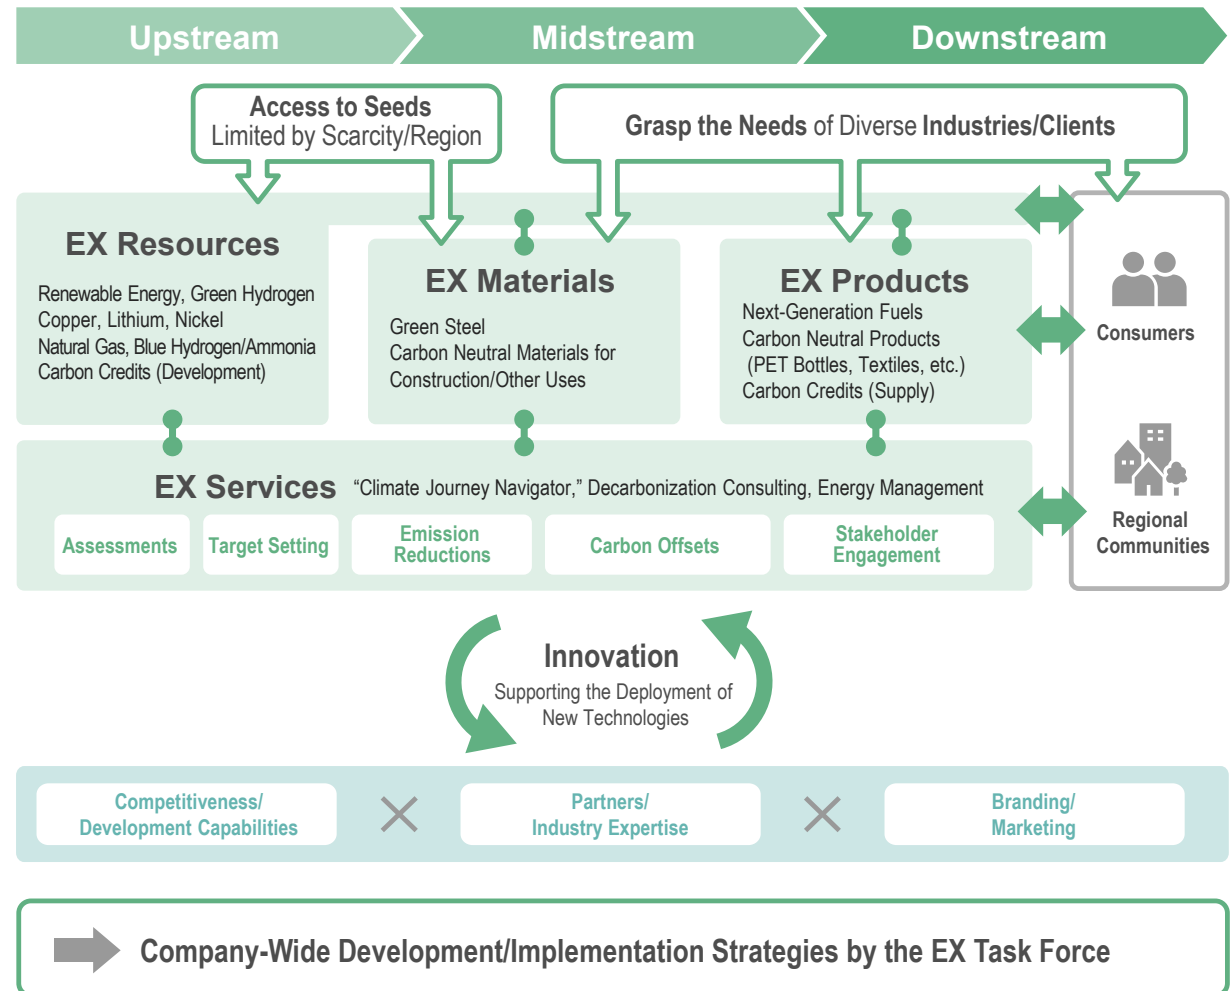 Upstream
Midstream
Downstream
Access to Seeds
Limited by Scarcity/Region
Grasp the Needs of Diverse Industries/Clients
EX Resources
Renewable Energy, Green Hydrogen
Copper, Lithium, Nickel
Natural Gas, Blue Hydrogen/Ammonia
Carbon Credits (Development)
EX Materials
Green Steel
Carbon Neutral Materials for
Construction/Other Uses
EX Products
Next-Generation Fuels
Carbon Neutral Products
(PET Bottles, Textiles, etc.)
Carbon Credits (Supply)
Consumers
Regional
Communities
EX Services
“Climate Journey Navigator,” Decarbonization Consulting, Energy Management
Assessments
Target Setting
Emission
Reductions
Carbon Offsets
Stakeholder
Engagement
Innovation
Supporting the Deployment of
New Technologies
Competitiveness/
Development Capabilities
Partners/
Industry Expertise
Branding/
Marketing
Company-Wide Development/Implementation Strategies by the EX Task Force